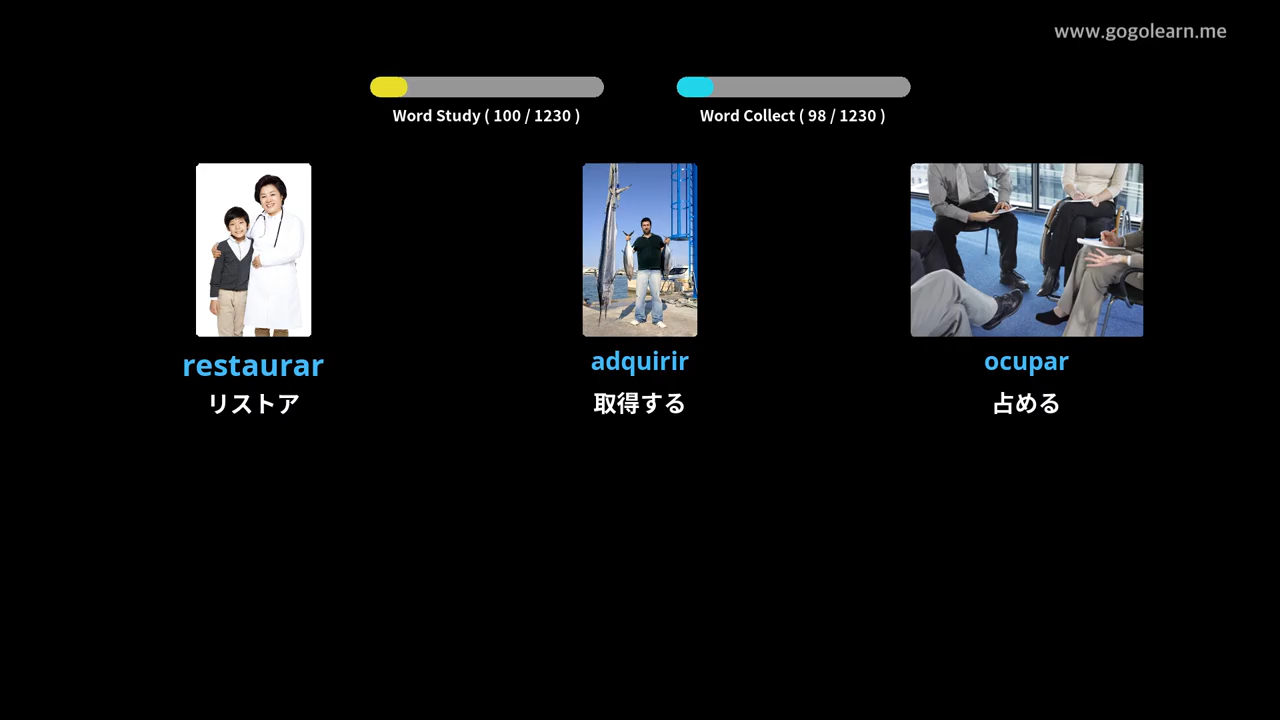 www.gogolearn.me
Word Study ( 100 / 1230 )
Word Collect ( 98 / 1230 )
restaurar
リストア
adquirir
取得する
ocupar
占める